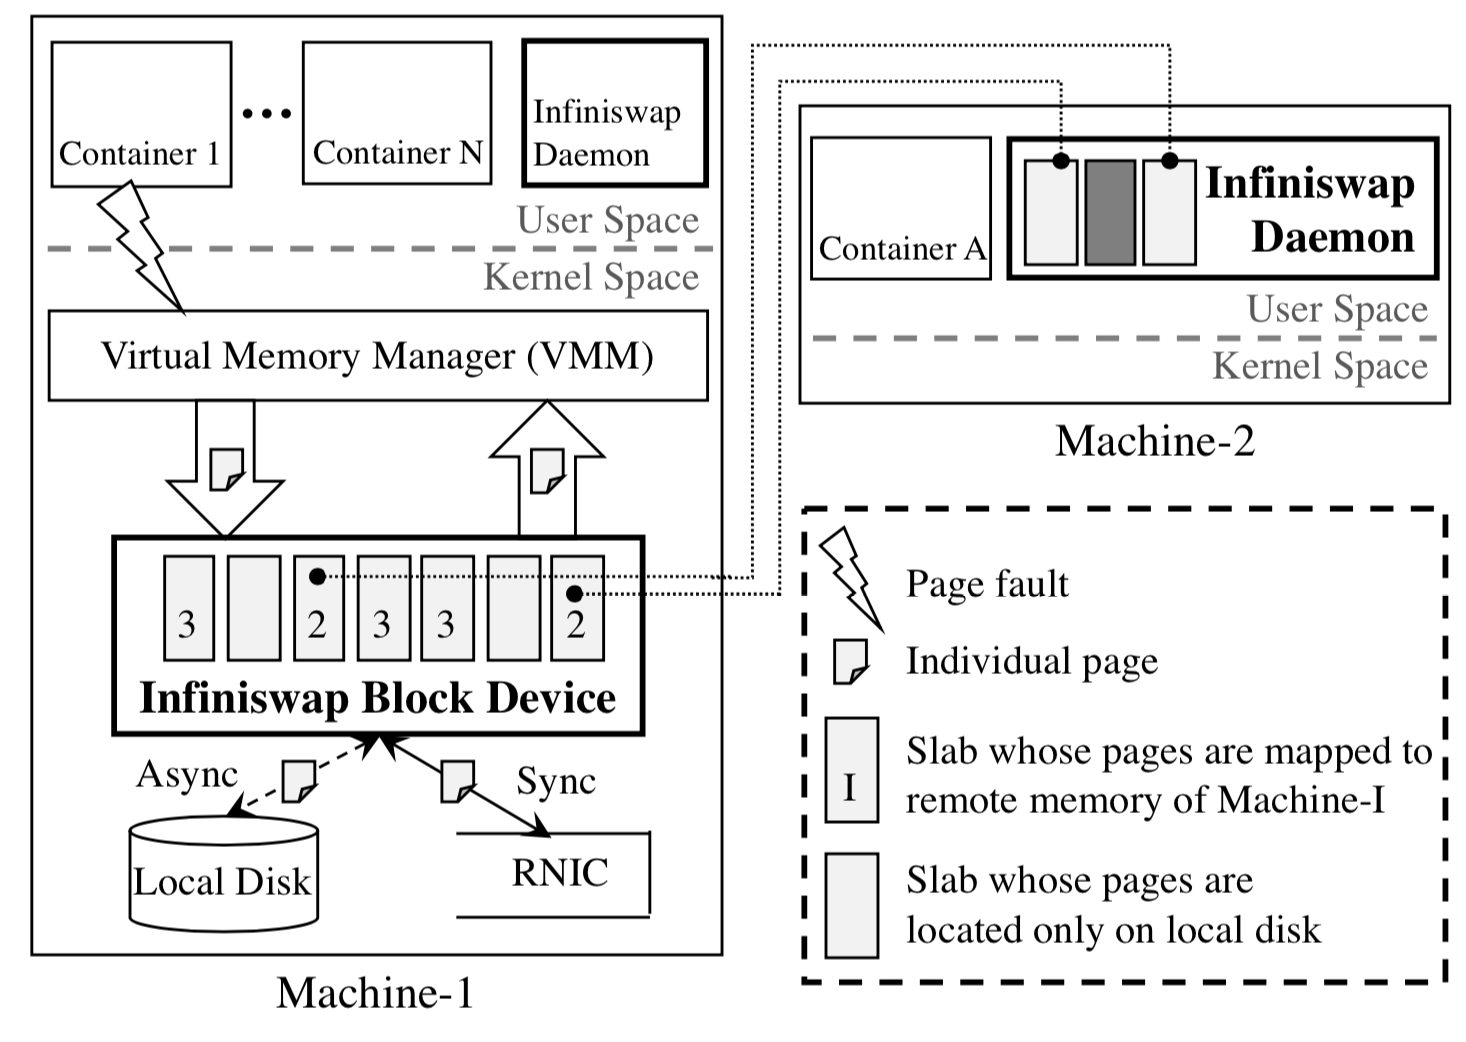 Container 1
...
Container N
Infiniswap
Daemon
User Space
Kernel Space
Virtual Memory Manager (VMM)
3
2
3
3
2
Infiniswap Block Device
Async
Sync
Local Disk
RNIC
Machine-1
Container A
Infiniswap
Daemon
User Space
Kernel Space
Machine-2
Page fault
Individual page
I
Slab whose pages are mapped to
remote memory of Machine-I
Slab whose pages are
located only on local disk